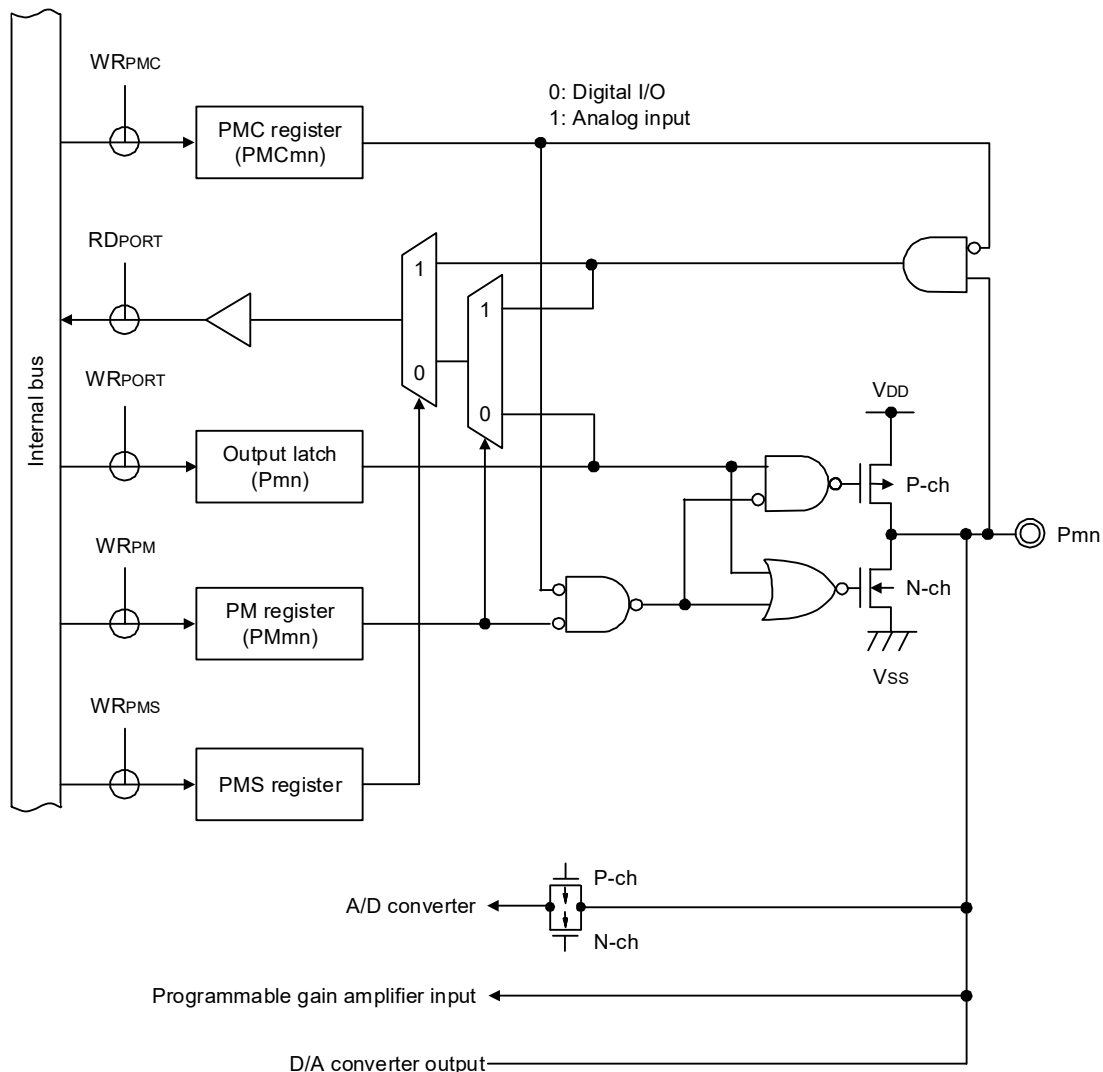 WRPMC
0: Digital I/O
1: Analog input
PMC register
(PMCmn)
RDPORT
1
1
0
0
Internal bus
WRPORT
VDD
Output latch
(Pmn)
P-ch
Pmn
WRPM
N-ch
PM register
(PMmn)
VSS
WRPMS
PMS register
P-ch
A/D converter
N-ch
Programmable gain amplifier input
D/A converter output